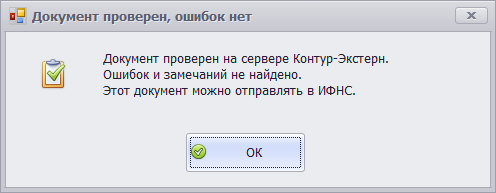 Документ проверен, ошибок нет
Документ проверен на сервере Контур-Экстерн.
Ошибок и замечаний не найдено.
Этот документ можно отправлять в ИФНС.
ОК